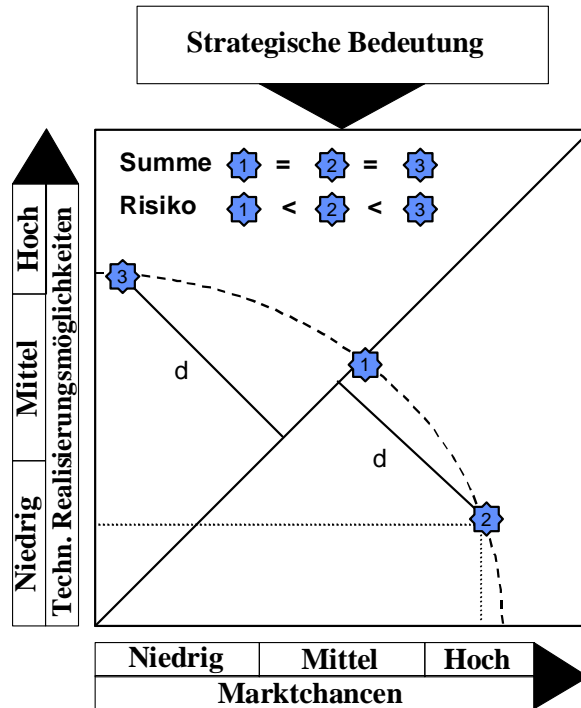 Strategische Bedeutung
Summe 1 = 2 = 3
Risiko 1 < 2 < 3
Hoch
Mittel
Niedrig
Techn. Realisierungsmöglichkeiten
3
1
d
d
2
Niedrig Mittel Hoch
Marktchancen